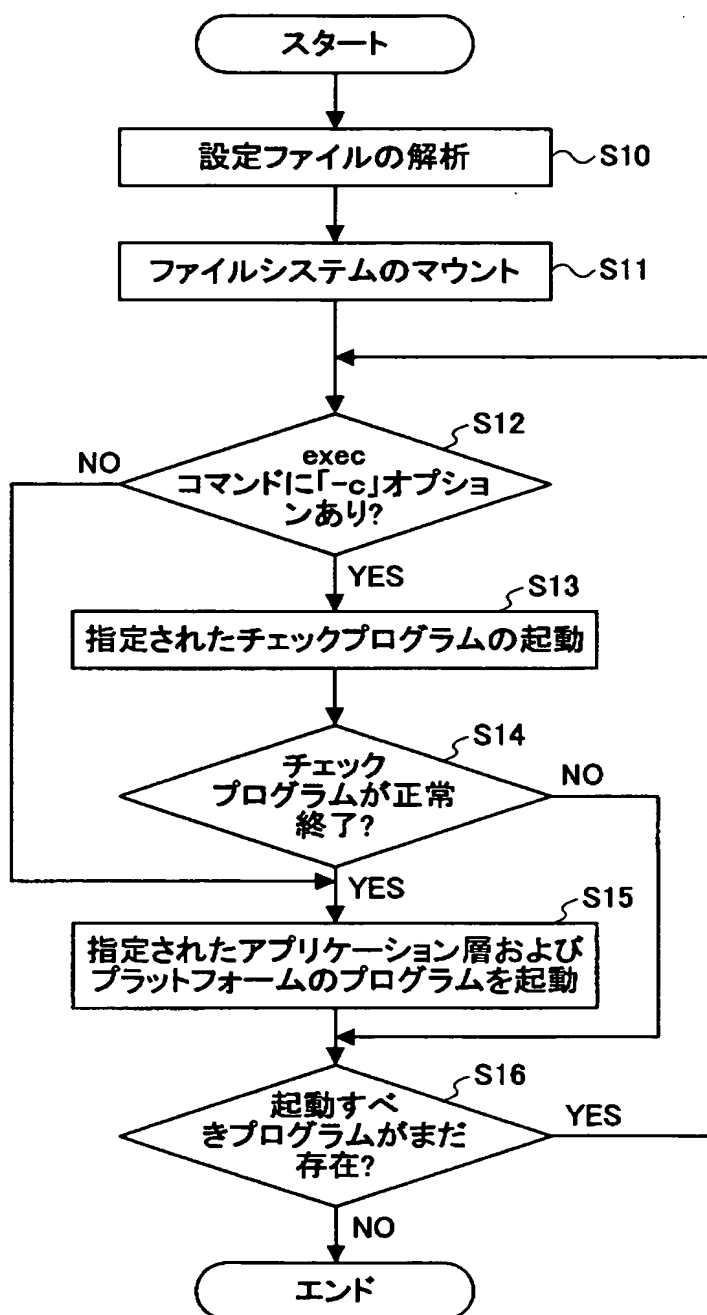 スタート
設定ファイルの解析
S10
ファイルシステムのマウント
S11
S12
exec
コマンドに「-c」オプショ
ンあり?
NO
YES
S13
指定されたチェックプログラムの起動
S14
チェック
プログラムが正常
終了?
NO
YES
S15
指定されたアプリケーション層および
プラットフォームのプログラムを起動
S16
起動すべ
きプログラムがまだ
存在?
YES
NO
エンド